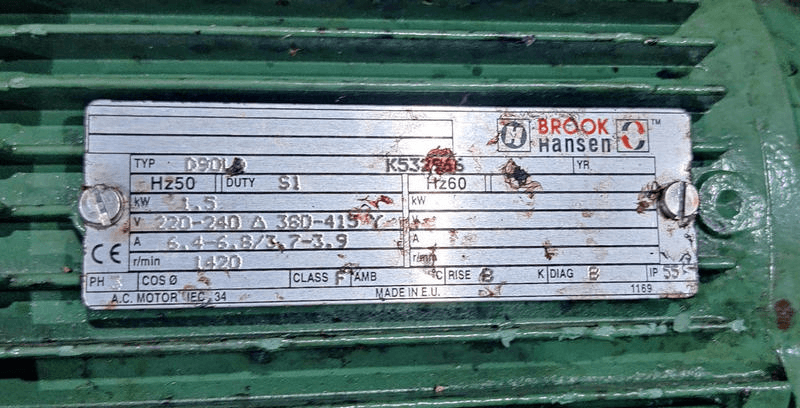 BROOK Hansen ™
TYP YR
Hz50 DUTY S1 Hz60
kW 1.5 kW
V 220-240 Δ 380-415 Y V
A 6.4-6.8/3.7-3.9 A
r/min 1420
CE
PH 3 COS Ø CLASS F AMB °C RISE B K DIAG B IP 55
A.C. MOTOR IEC 34 MADE IN E.U. 1169